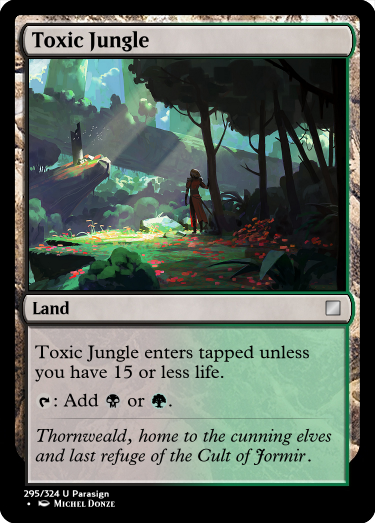 Toxic Jungle
Land
Toxic Jungle enters tapped unless
you have 15 or less life.
: Add or .
Thornweald, home to the cunning elves
and last refuge of the Cult of Jormir.
295/324 U Parasign
• Michel Donze